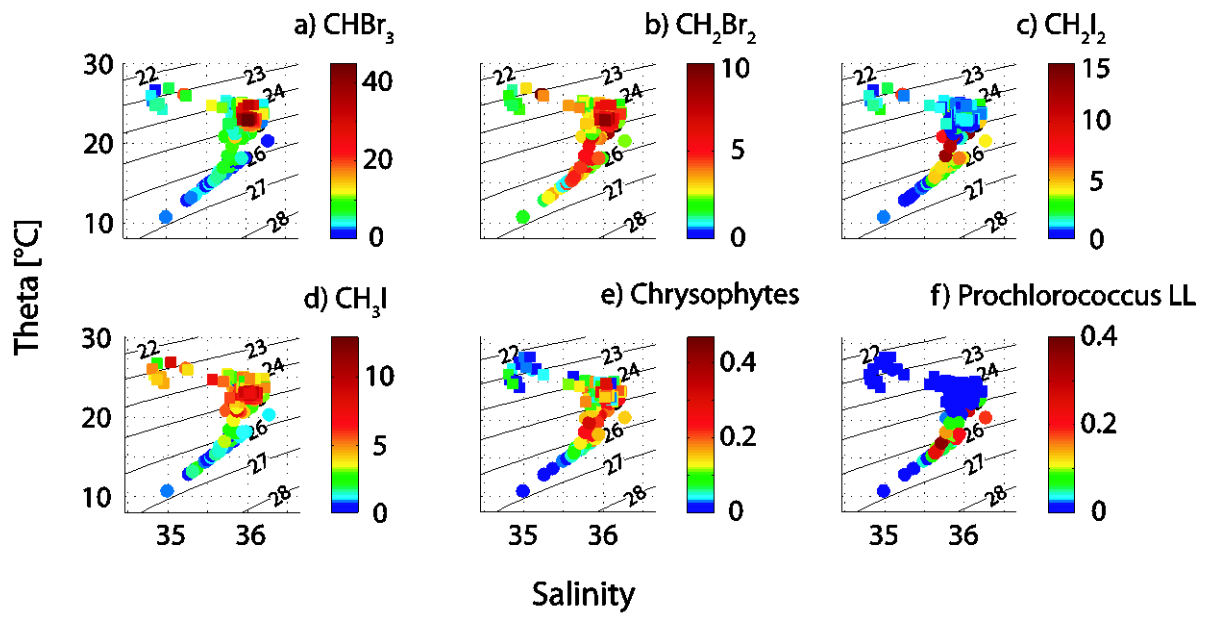 a) CHBr₃
b) CH₂Br₂
c) CH₂I₂
30 22 23 24 26 27 28 20 10 40 20 0
22 23 24 26 27 28 10 5 0
22 23 24 26 27 28 15 10 5 0
d) CH₃I
e) Chrysophytes
f) Prochlorococcus LL
30 22 23 24 26 27 28 20 10 10 5 0
22 23 24 26 27 28 0.4 0.2 0
22 23 24 26 27 28 0.4 0.2 0
35 36
35 36
35 36
Theta [°C]
Salinity